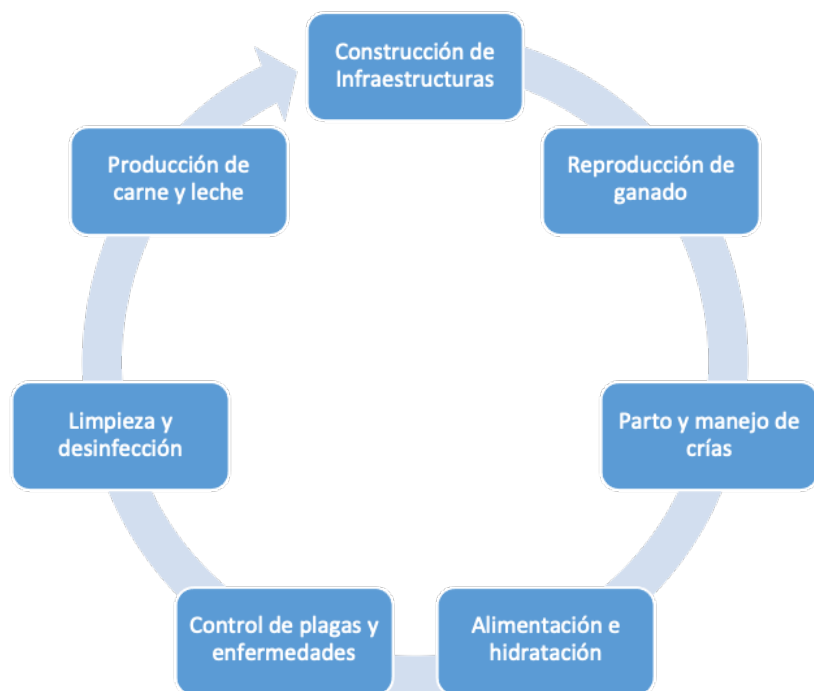 Construcción de
Infraestructuras
Reproducción de
ganado
Parto y manejo de
crías
Alimentación e
hidratación
Control de plagas y
enfermedades
Limpieza y
desinfección
Producción de
carne y leche